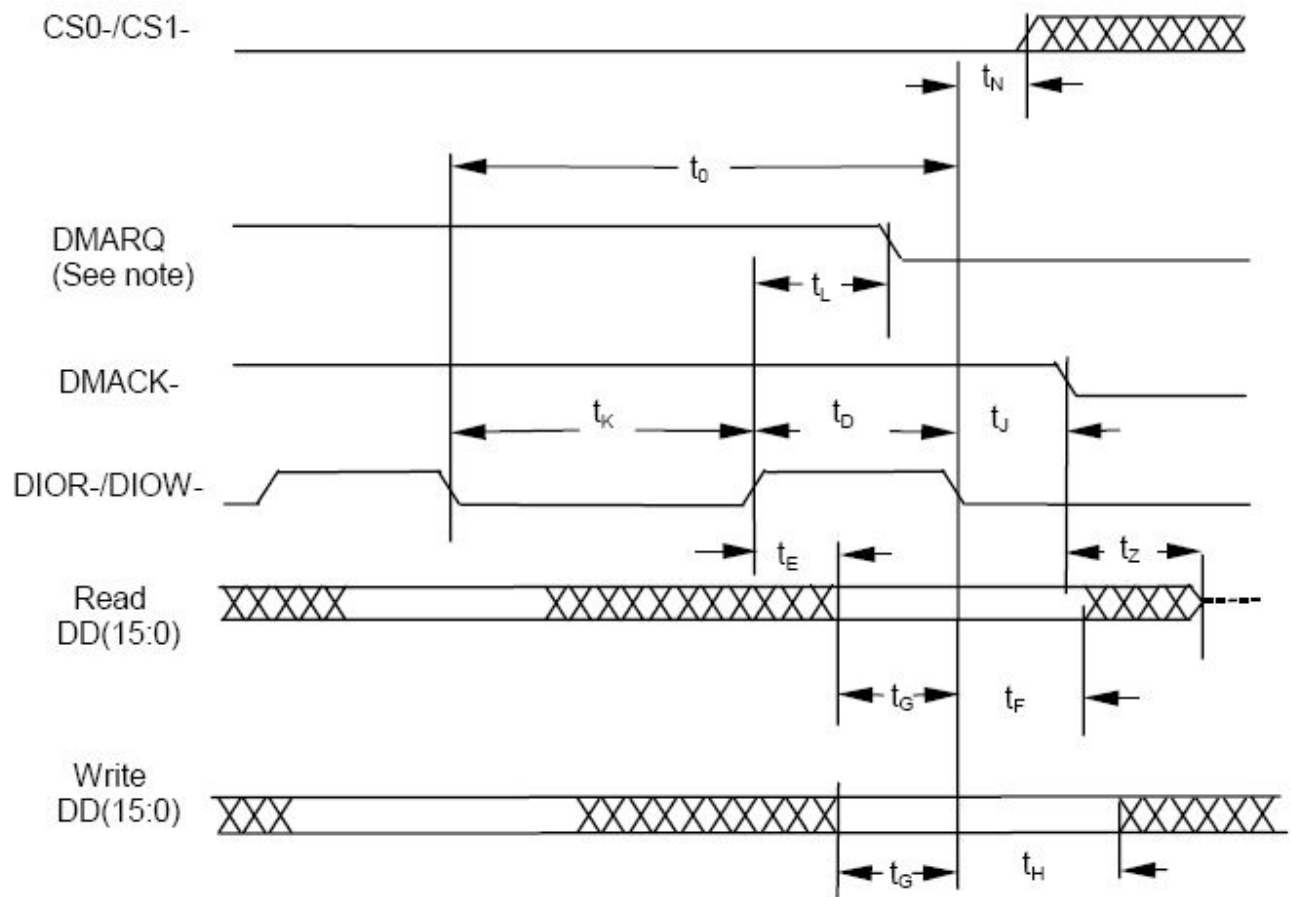 CS0-/CS1-
tN
t0
DMARQ
(See note)
tL
DMACK-
tK
tD
tJ
DIOR-/DIOW-
tE
tZ
Read
DD(15:0)
tG
tF
Write
DD(15:0)
tG
tH